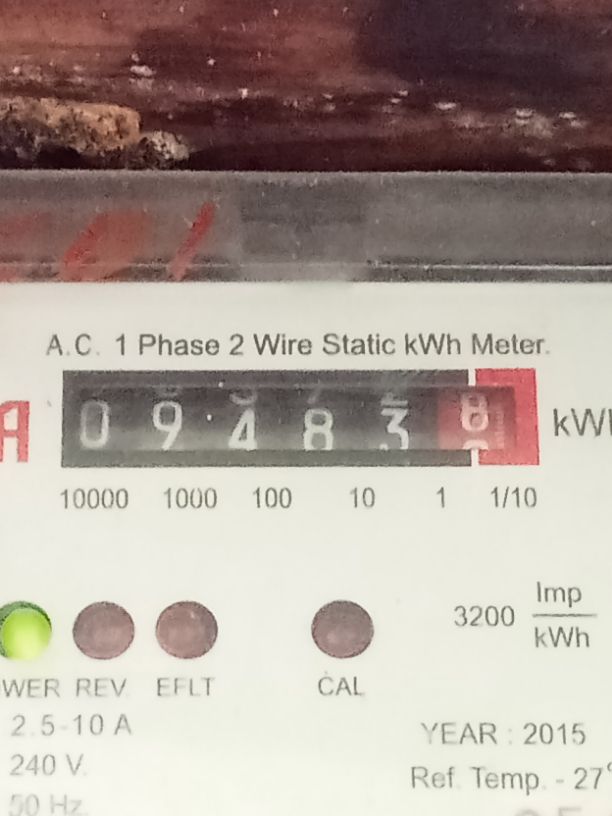 A.C. 1 Phase 2 Wire Static kWh Meter.
0 9 4 8 3 8 kWh
10000 1000 100 10 1 1/10
3200 Imp/kWh
WER REV. EFLT CAL
2.5-10 A
YEAR : 2015
240 V.
Ref. Temp. - 27°
50 Hz.